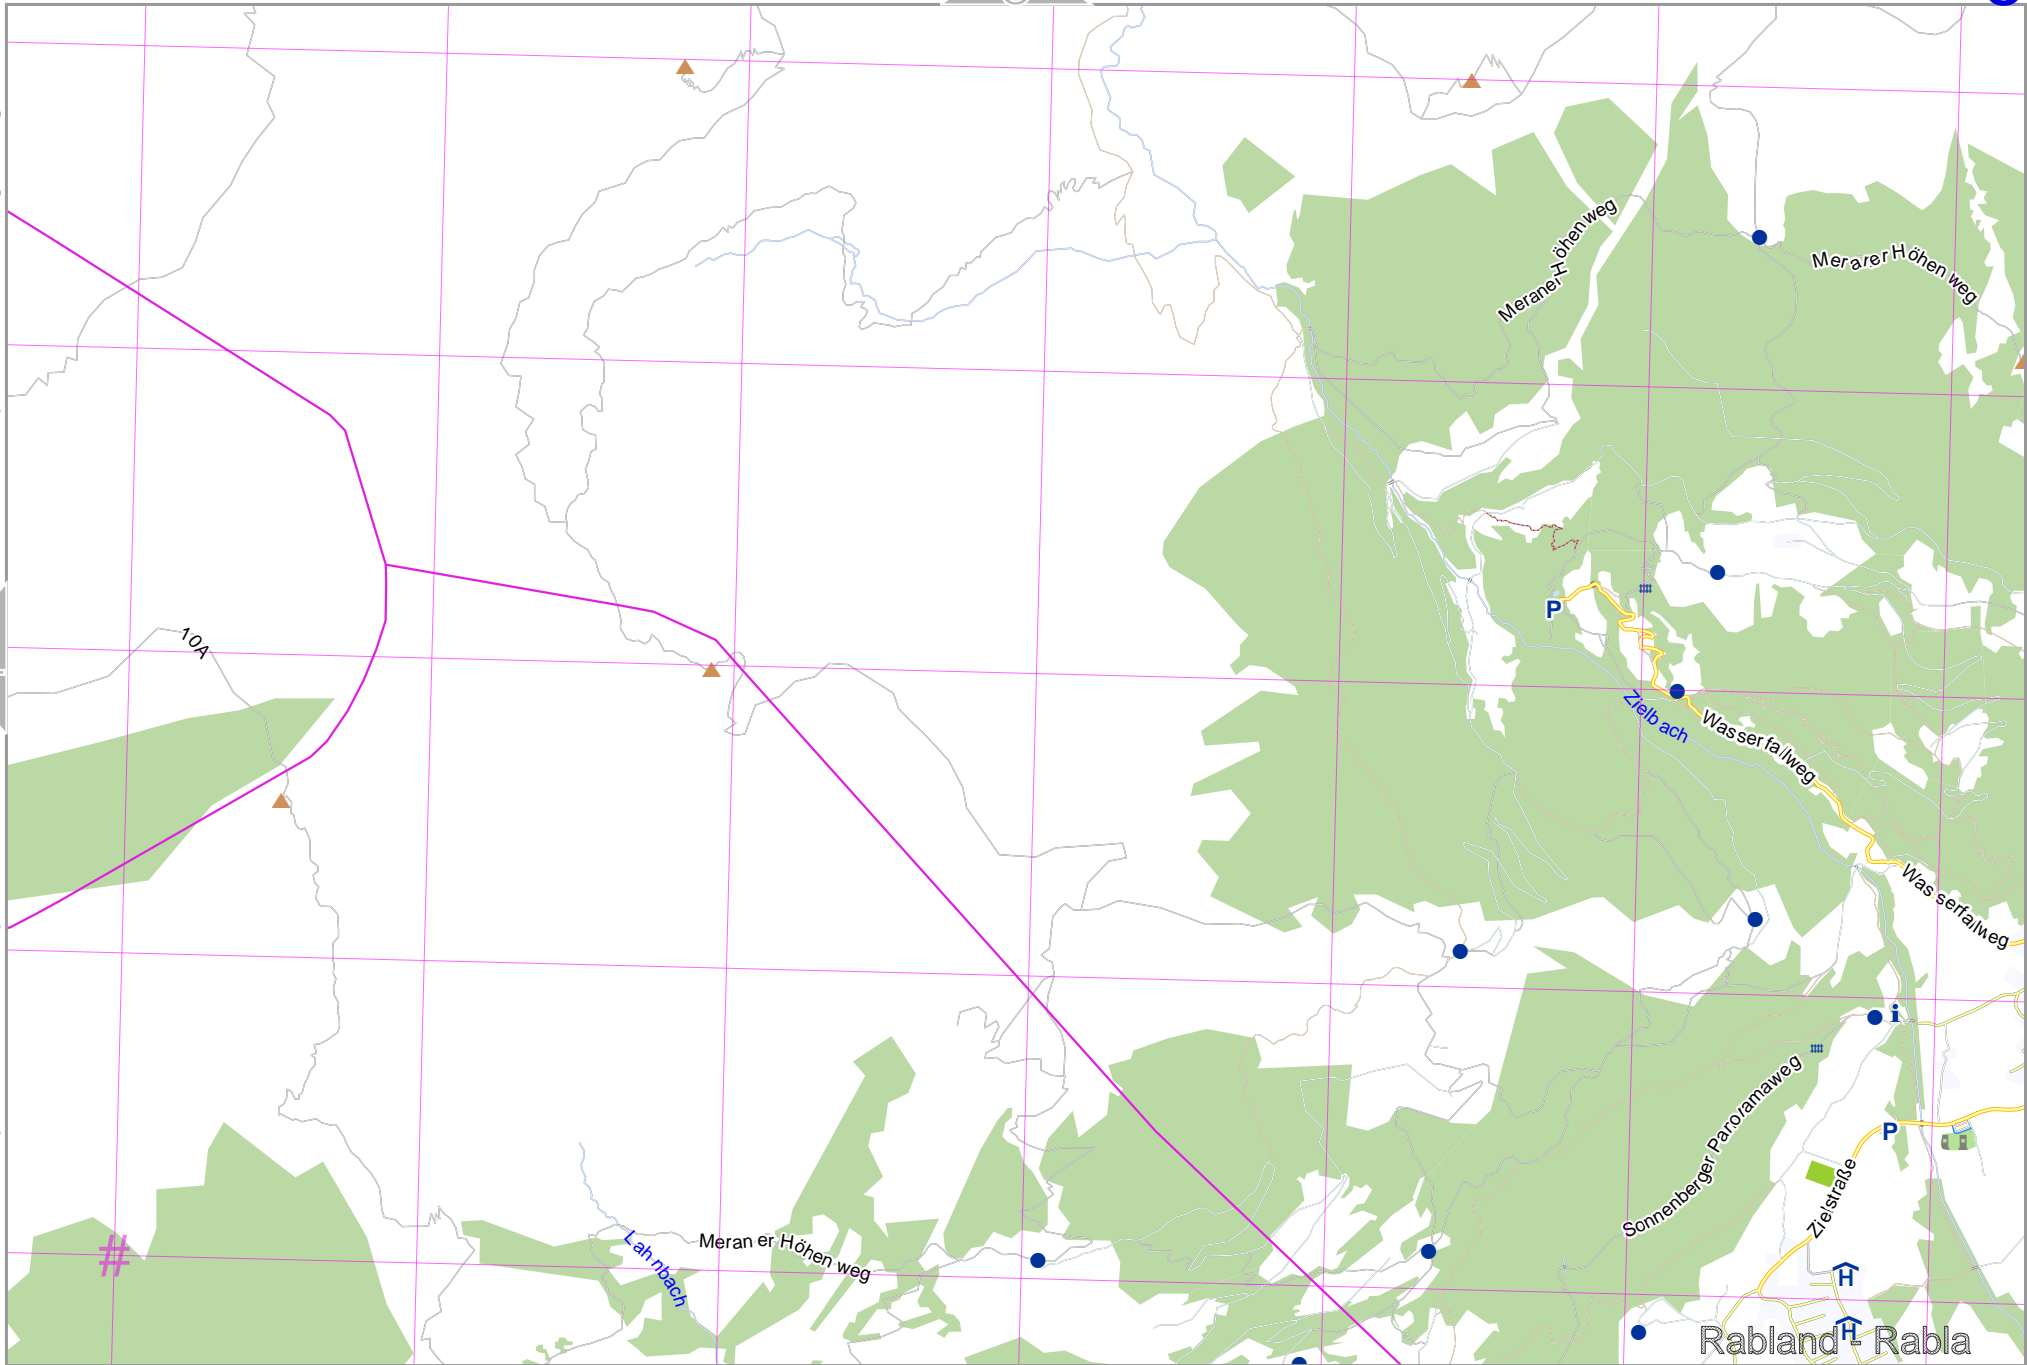 Meraner Höhenweg
Meraner Höhenweg
10A
P
Zielbach
Wasserfallweg
Wasserfallweg
i
Sonnenberger Panoramaweg
P
Zielstraße
Lahnbach
Meraner Höhenweg
#
H
H
Rabland - Rabla